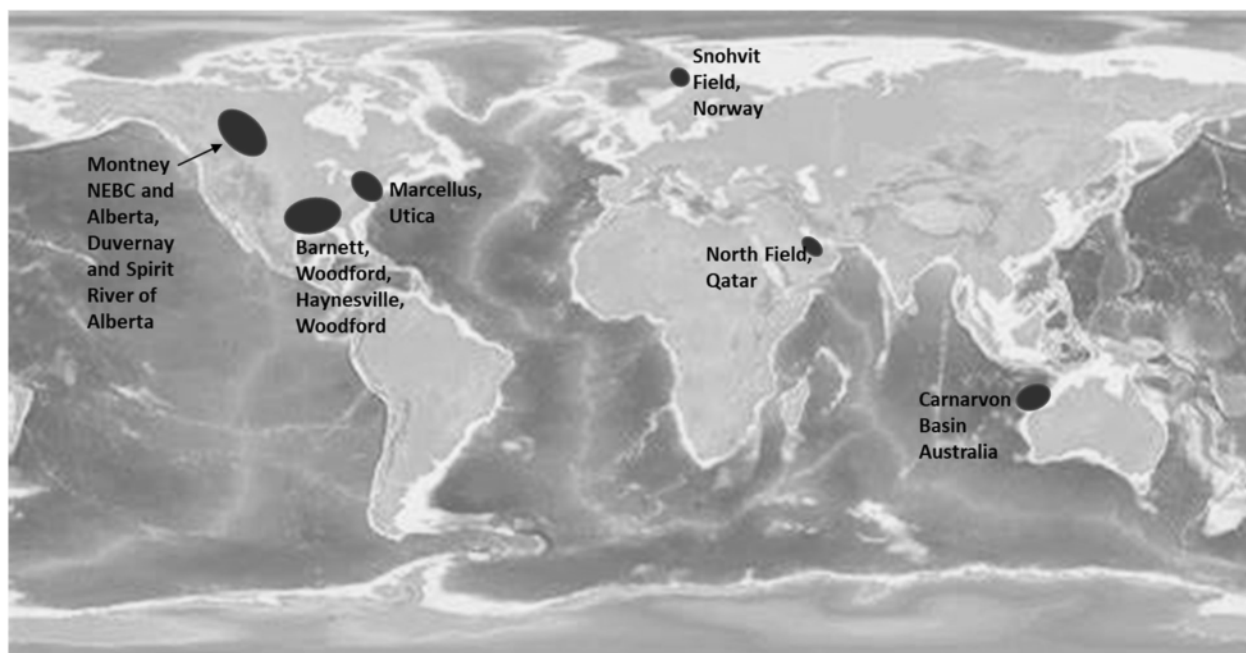 Snohvit
Field,
Norway
Montney
NEBC and
Alberta,
Duvernay
and Spirit
River of
Alberta
Marcellus,
Utica
Barnett,
Woodford,
Haynesville,
Woodford
North Field,
Qatar
Carnarvon
Basin
Australia